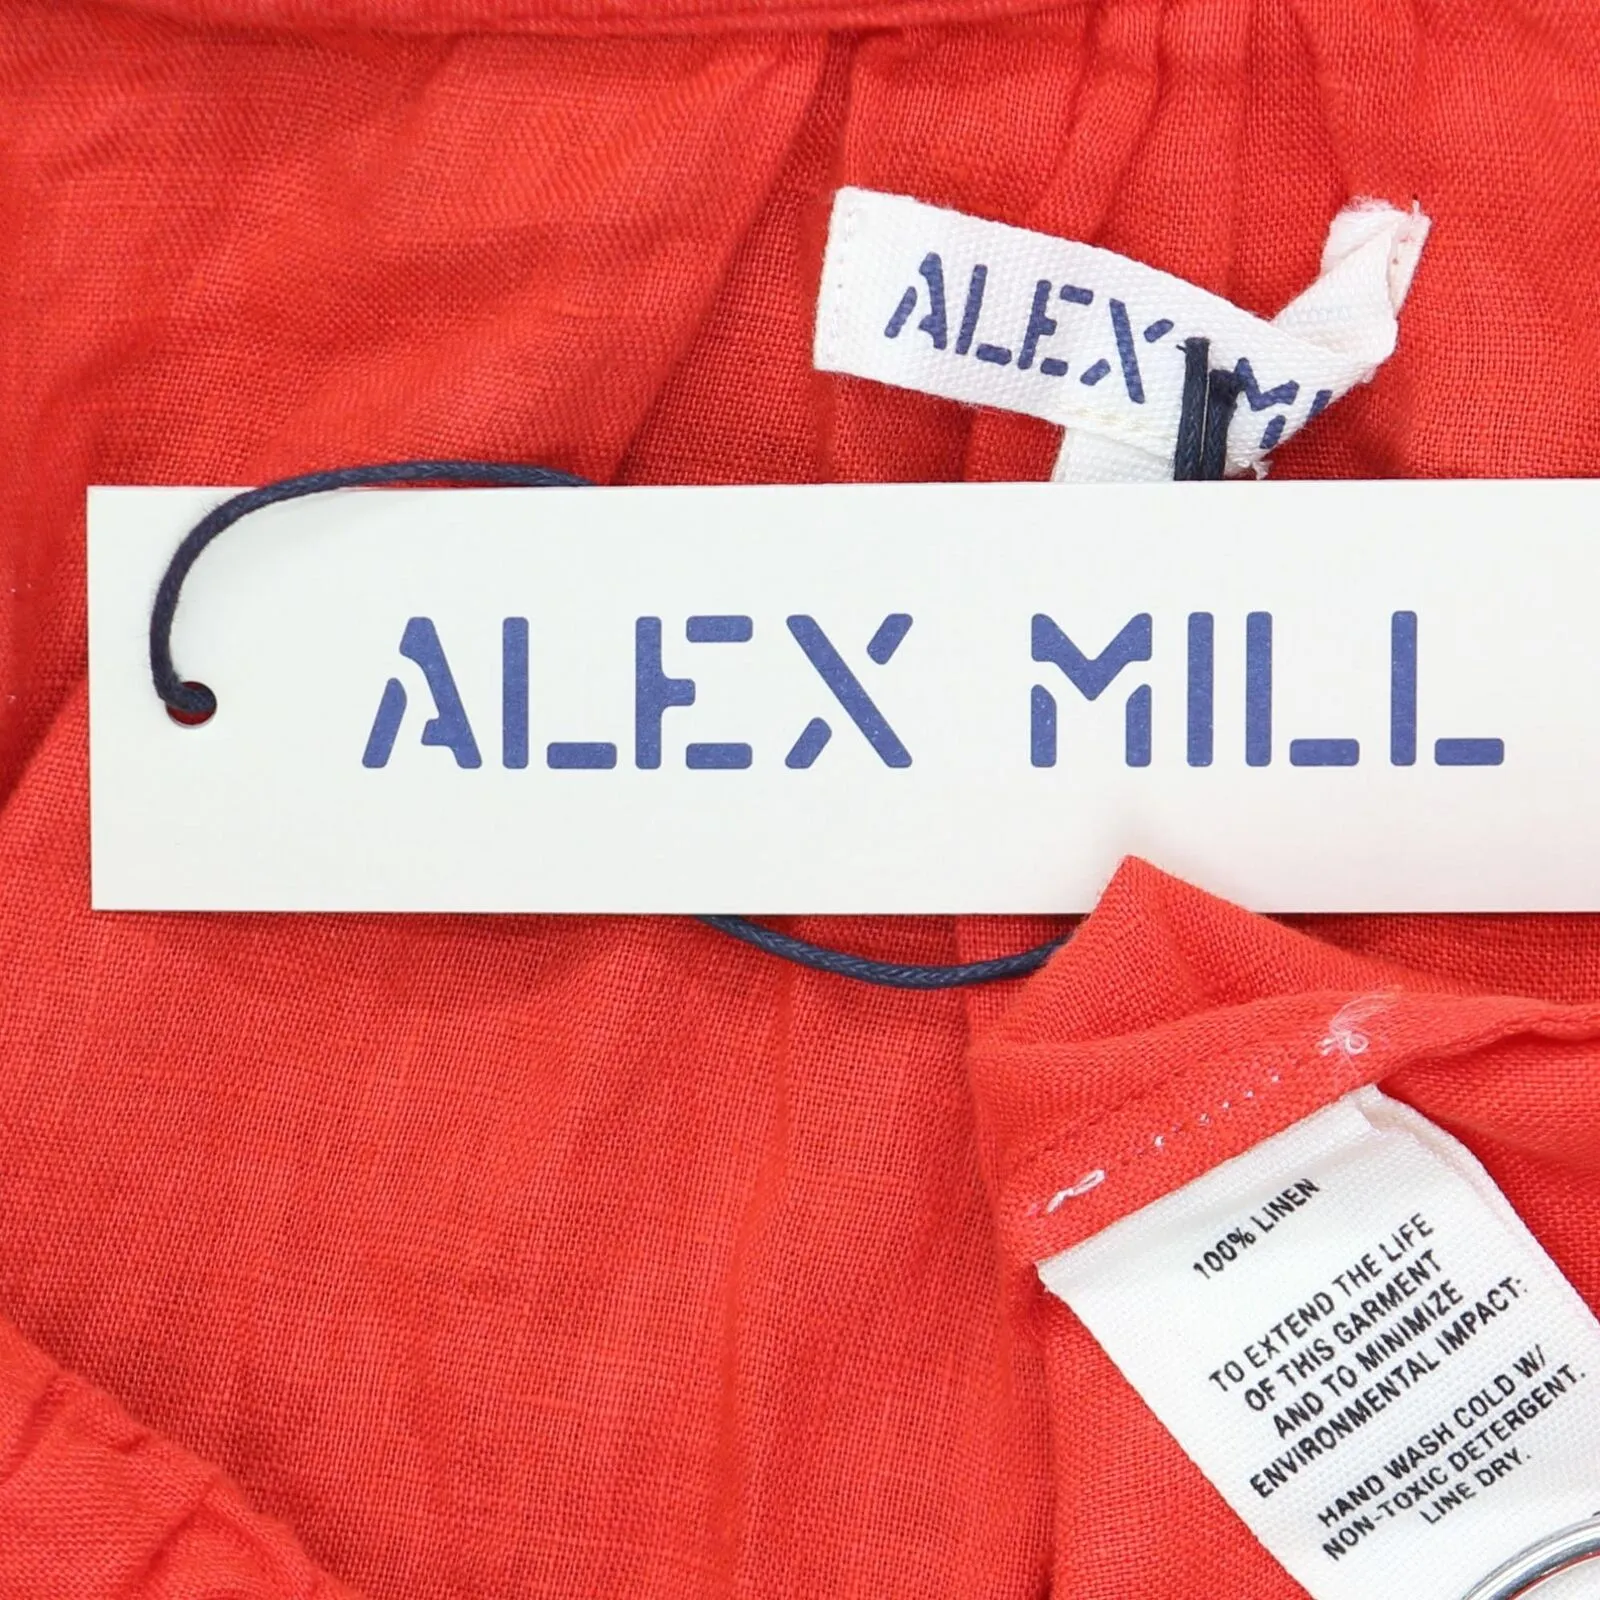 ALEX MILL
ALEX MILL
100% LINEN
TO EXTEND THE LIFE
OF THIS GARMENT
AND TO MINIMIZE
ENVIRONMENTAL IMPACT:
HAND WASH COLD W/
NON-TOXIC DETERGENT.
LINE DRY.